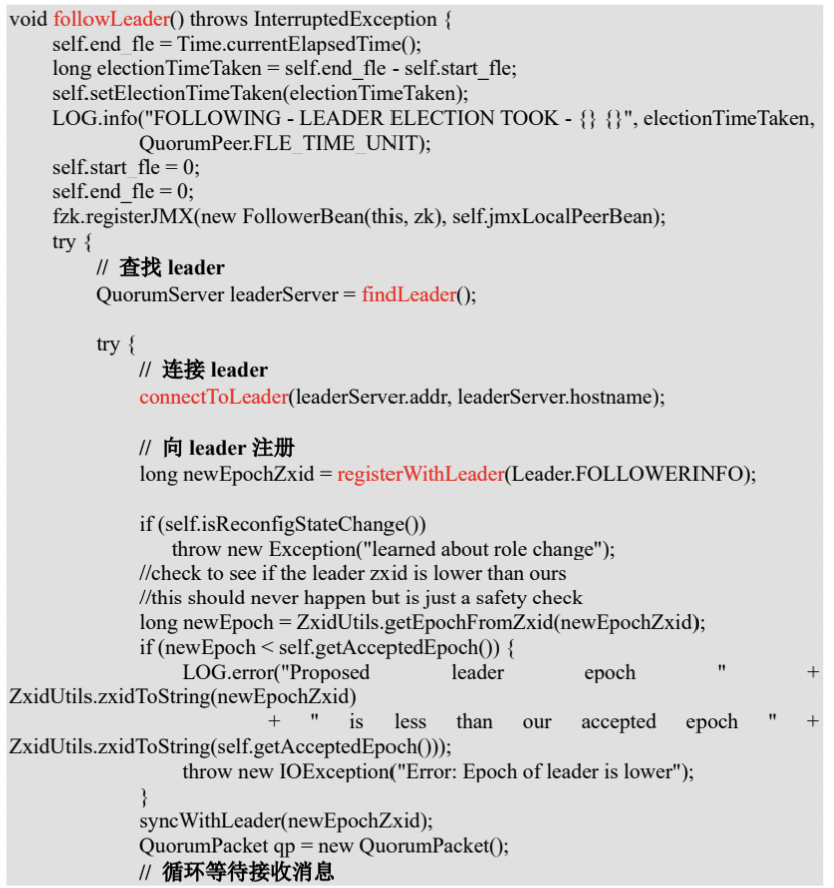 void followLeader() throws InterruptedException {
self.end_fle = Time.currentElapsedTime();
long electionTimeTaken = self.end_fle - self.start_fle;
self.setElectionTimeTaken(electionTimeTaken);
LOG.info("FOLLOWING - LEADER ELECTION TOOK - {} {}", electionTimeTaken,
QuorumPeer.FLE_TIME_UNIT);
self.start_fle = 0;
self.end_fle = 0;
fzk.registerJMX(new FollowerBean(this, zk), self.jmxLocalPeerBean);
try {
// 查找 leader
QuorumServer leaderServer = findLeader();
try {
// 连接 leader
connectToLeader(leaderServer.addr, leaderServer.hostname);
// 向 leader 注册
long newEpochZxid = registerWithLeader(Leader.FOLLOWERINFO);
if (self.isReconfigStateChange())
throw new Exception("learned about role change");
//check to see if the leader zxid is lower than ours
//this should never happen but is just a safety check
long newEpoch = ZxidUtils.getEpochFromZxid(newEpochZxid);
if (newEpoch < self.getAcceptedEpoch()) {
LOG.error("Proposed leader epoch " +
ZxidUtils.zxidToString(newEpochZxid)
+ " is less than our accepted epoch " +
ZxidUtils.zxidToString(self.getAcceptedEpoch()));
throw new IOException("Error: Epoch of leader is lower");
}
syncWithLeader(newEpochZxid);
QuorumPacket qp = new QuorumPacket();
// 循环等待接收消息